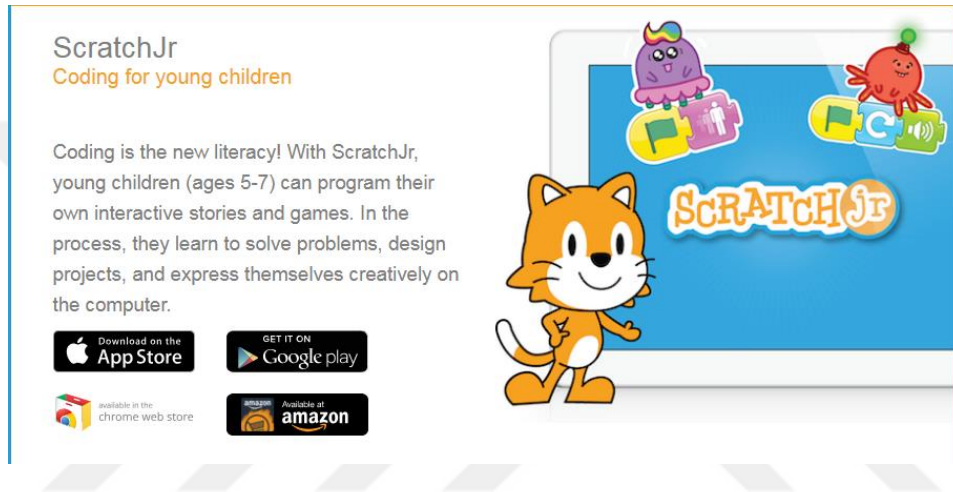 ScratchJr
Coding for young children
Coding is the new literacy! With ScratchJr,
young children (ages 5-7) can program their
own interactive stories and games. In the
process, they learn to solve problems, design
projects, and express themselves creatively on
the computer.
Download on the
App Store
GET IT ON
Google play
available in the
chrome web store
amazon
Available at
amazon
SCRATCH jr